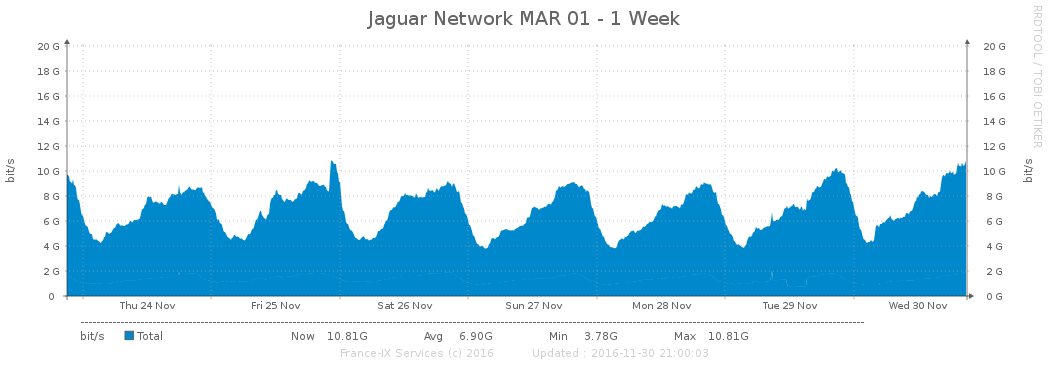 Jaguar Network MAR 01 - 1 Week
RRDTOOL / TOBI OETIKER
bit/s
bit/s
20 G 20 G
18 G 18 G
16 G 16 G
14 G 14 G
12 G 12 G
10 G 10 G
8 G 8 G
6 G 6 G
4 G 4 G
2 G 2 G
0 0 G
Thu 24 Nov Fri 25 Nov Sat 26 Nov Sun 27 Nov Mon 28 Nov Tue 29 Nov Wed 30 Nov
bit/s Total Now 10.81G Avg 6.90G Min 3.78G Max 10.81G
France-IX Services (c) 2016 Updated : 2016-11-30 21:00:03